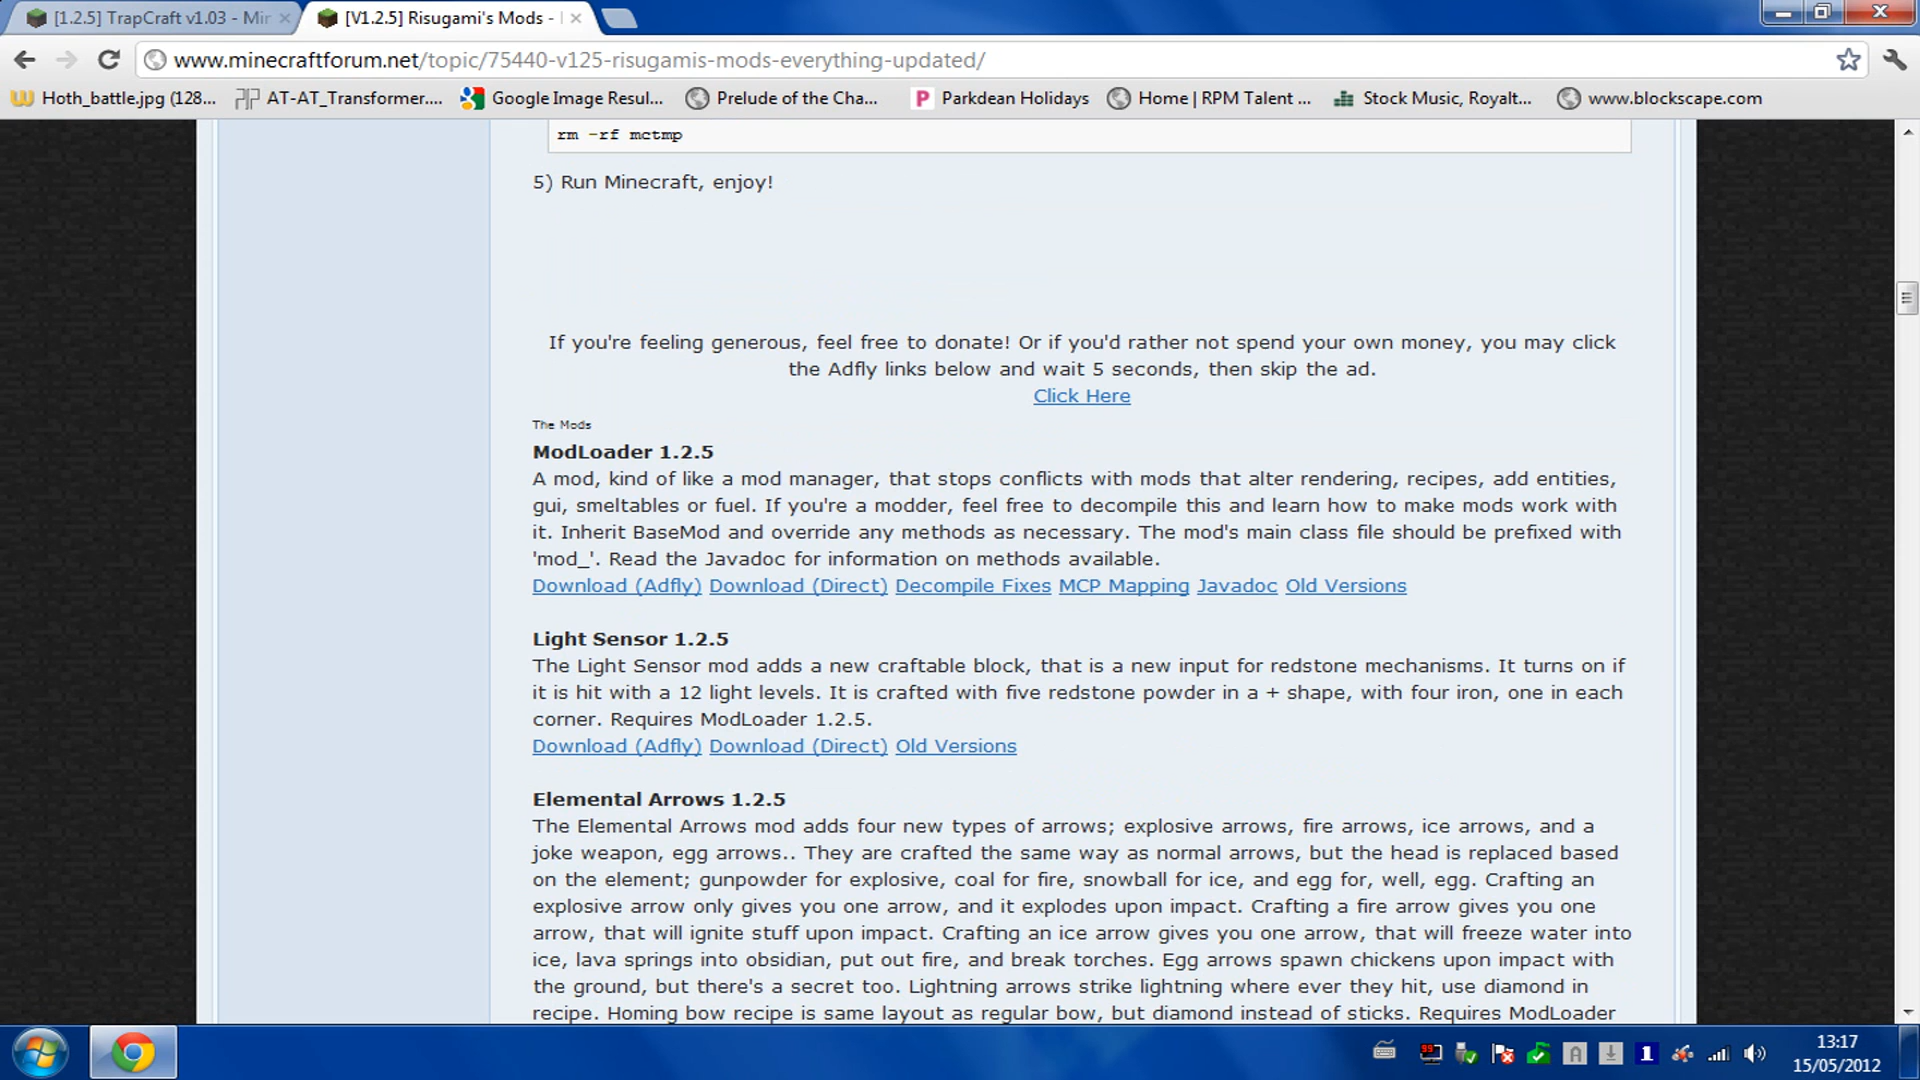 [1.2.5] TrapCraft v1.03 - Mir
[V1.2.5] Risugami's Mods -
www.minecraftforum.net/topic/75440-v125-risugamis-mods-everything-updated/
Hoth_battle.jpg (128... AT-AT_Transformer.... Google Image Resul... Prelude of the Cha... Parkdean Holidays Home | RPM Talent ... Stock Music, Royalt... www.blockscape.com
rm -rf mctmp
5) Run Minecraft, enjoy!
If you're feeling generous, feel free to donate! Or if you'd rather not spend your own money, you may click
the Adfly links below and wait 5 seconds, then skip the ad.
Click Here
The Mods
ModLoader 1.2.5
A mod, kind of like a mod manager, that stops conflicts with mods that alter rendering, recipes, add entities,
gui, smeltables or fuel. If you're a modder, feel free to decompile this and learn how to make mods work with
it. Inherit BaseMod and override any methods as necessary. The mod's main class file should be prefixed with
'mod_'. Read the Javadoc for information on methods available.
Download (Adfly) Download (Direct) Decompile Fixes MCP Mapping Javadoc Old Versions
Light Sensor 1.2.5
The Light Sensor mod adds a new craftable block, that is a new input for redstone mechanisms. It turns on if
it is hit with a 12 light levels. It is crafted with five redstone powder in a + shape, with four iron, one in each
corner. Requires ModLoader 1.2.5.
Download (Adfly) Download (Direct) Old Versions
Elemental Arrows 1.2.5
The Elemental Arrows mod adds four new types of arrows; explosive arrows, fire arrows, ice arrows, and a
joke weapon, egg arrows.. They are crafted the same way as normal arrows, but the head is replaced based
on the element; gunpowder for explosive, coal for fire, snowball for ice, and egg for, well, egg. Crafting an
explosive arrow only gives you one arrow, and it explodes upon impact. Crafting a fire arrow gives you one
arrow, that will ignite stuff upon impact. Crafting an ice arrow gives you one arrow, that will freeze water into
ice, lava springs into obsidian, put out fire, and break torches. Egg arrows spawn chickens upon impact with
the ground, but there's a secret too. Lightning arrows strike lightning where ever they hit, use diamond in
recipe. Homing bow recipe is same layout as regular bow, but diamond instead of sticks. Requires ModLoader
13:17
15/05/2012